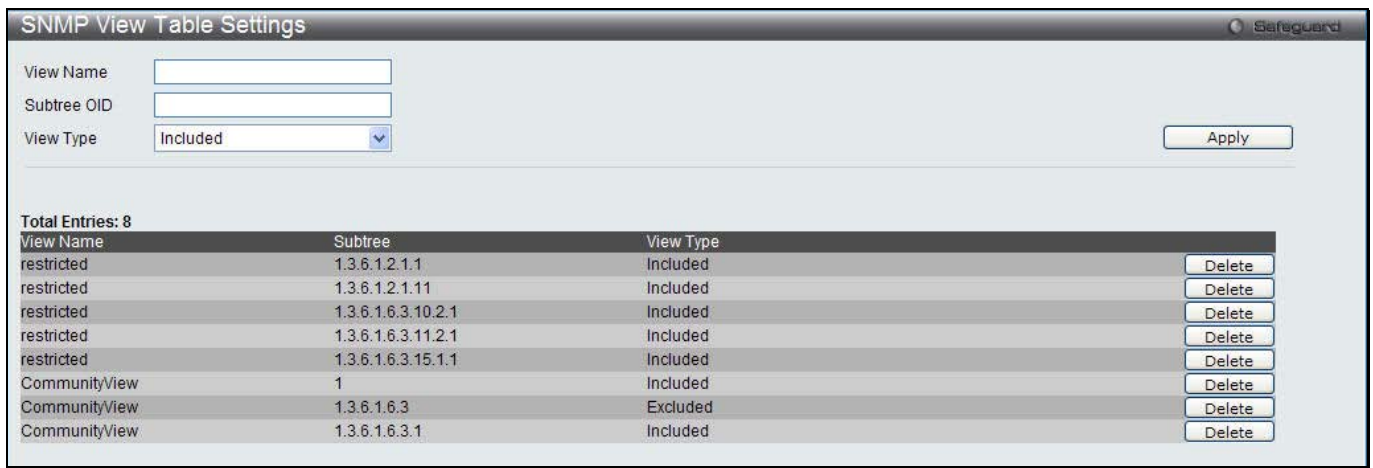 SNMP View Table Settings
Safeguard
View Name
Subtree OID
View Type Included
Apply
Total Entries: 8
View Name Subtree View Type
restricted 1.3.6.1.2.1.1 Included Delete
restricted 1.3.6.1.2.1.11 Included Delete
restricted 1.3.6.1.6.3.10.2.1 Included Delete
restricted 1.3.6.1.6.3.11.2.1 Included Delete
restricted 1.3.6.1.6.3.15.1.1 Included Delete
CommunityView 1 Included Delete
CommunityView 1.3.6.1.6.3 Excluded Delete
CommunityView 1.3.6.1.6.3.1 Included Delete